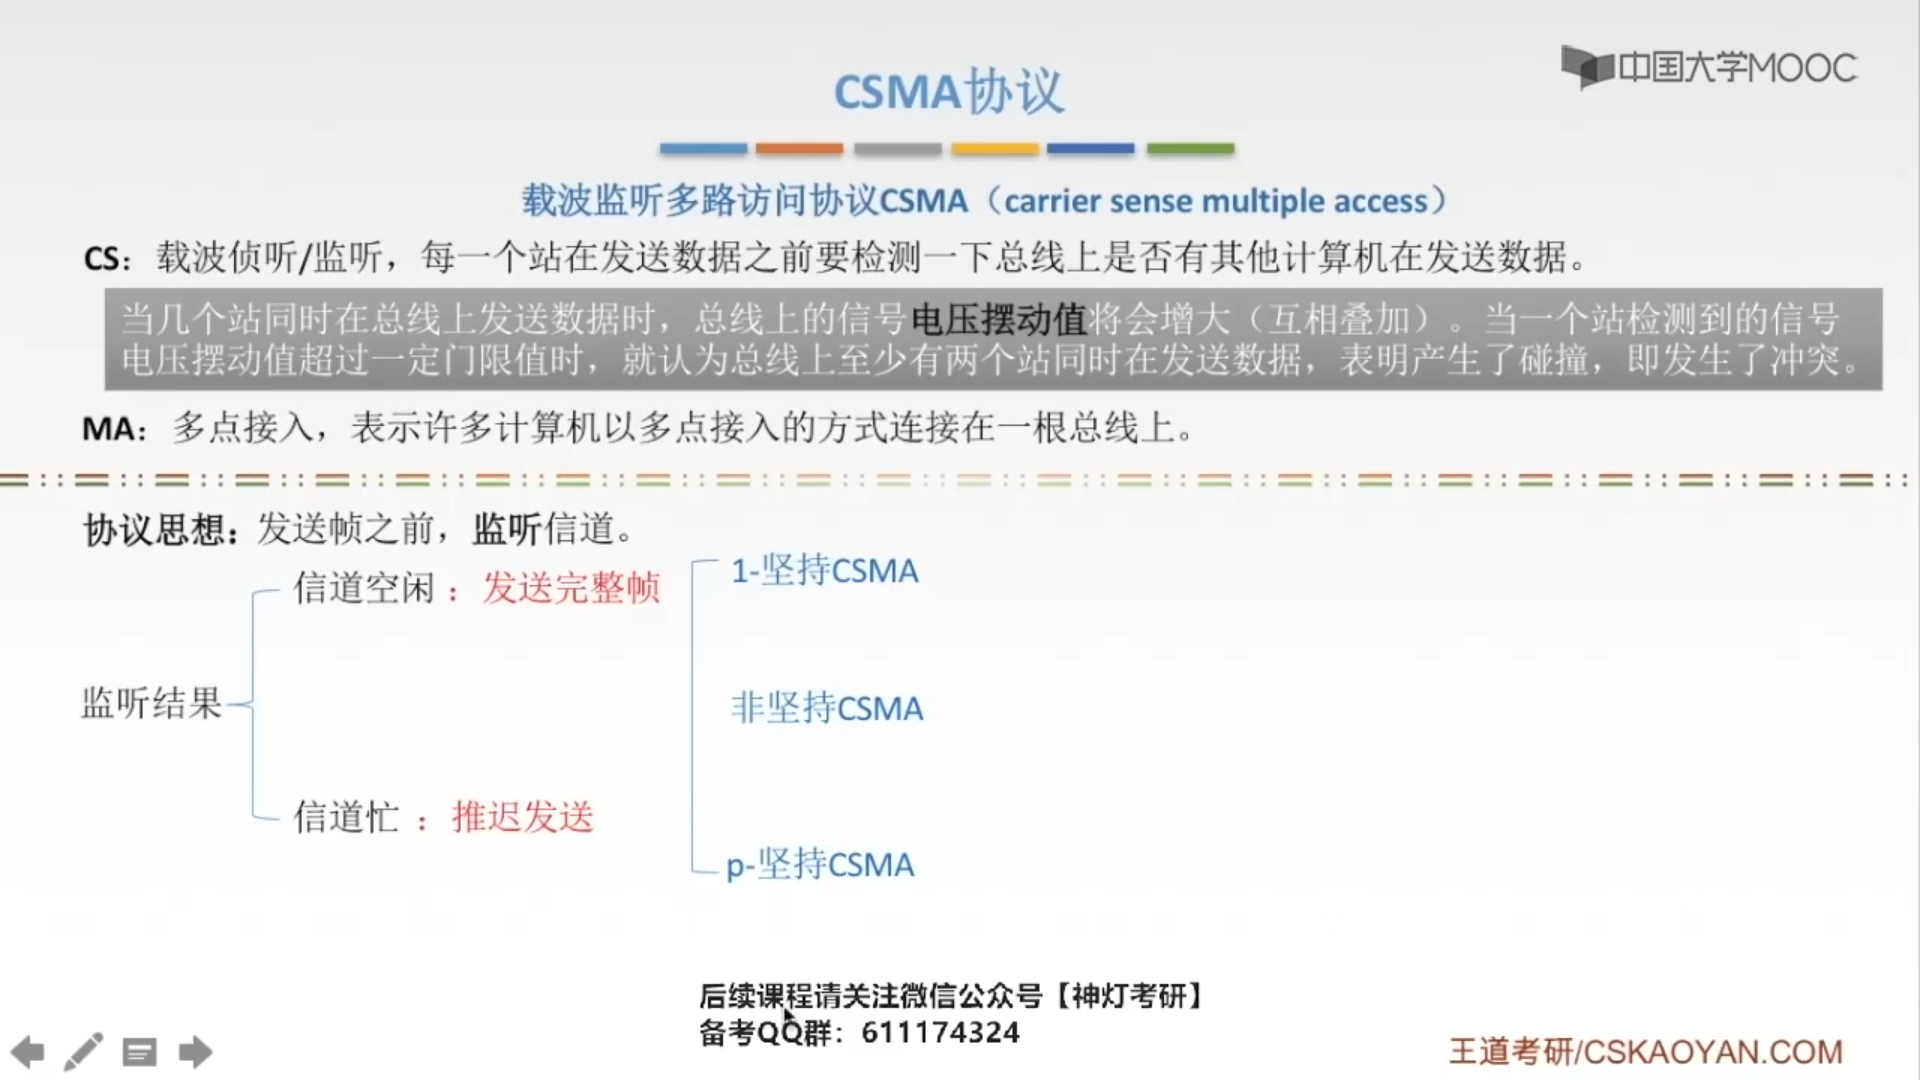 中国大学MOOC
CSMA协议
载波监听多路访问协议CSMA（carrier sense multiple access）
CS：载波侦听/监听，每一个站在发送数据之前要检测一下总线上是否有其他计算机在发送数据。
当几个站同时在总线上发送数据时，总线上的信号电压摆动值将会增大（互相叠加）。当一个站检测到的信号
电压摆动值超过一定门限值时，就认为总线上至少有两个站同时在发送数据，表明产生了碰撞，即发生了冲突。
MA：多点接入，表示许多计算机以多点接入的方式连接在一根总线上。
协议思想：发送帧之前，监听信道。
监听结果
信道空闲：发送完整帧
信道忙：推迟发送
1-坚持CSMA
非坚持CSMA
p-坚持CSMA
后续课程请关注微信公众号【神灯考研】
备考QQ群：611174324
王道考研/CSKAOYAN.COM